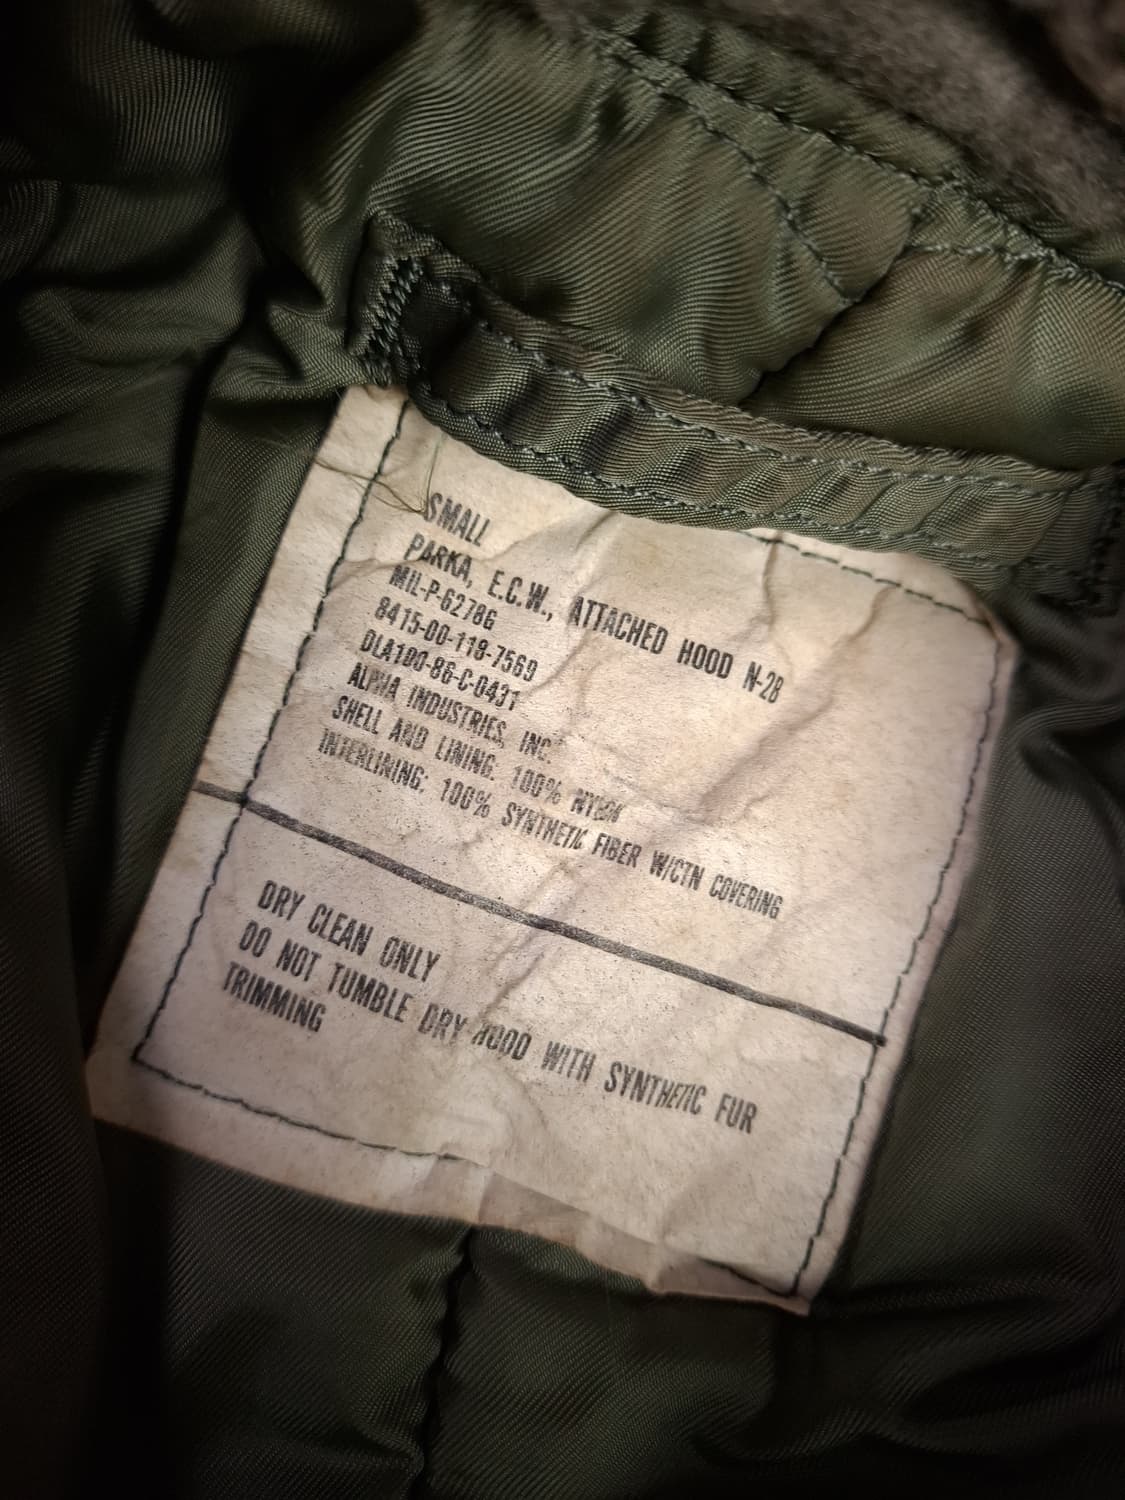 SMALL
PARKA, E.C.W., ATTACHED HOOD N-2B
MIL-P-6278G
8415-00-118-7569
DLA100-86-C-0431
ALPHA INDUSTRIES, INC.
SHELL AND LINING: 100% NYLON
INTERLINING: 100% SYNTHETIC FIBER W/CTN COVERING
DRY CLEAN ONLY
DO NOT TUMBLE DRY HOOD WITH SYNTHETIC FUR
TRIMMING